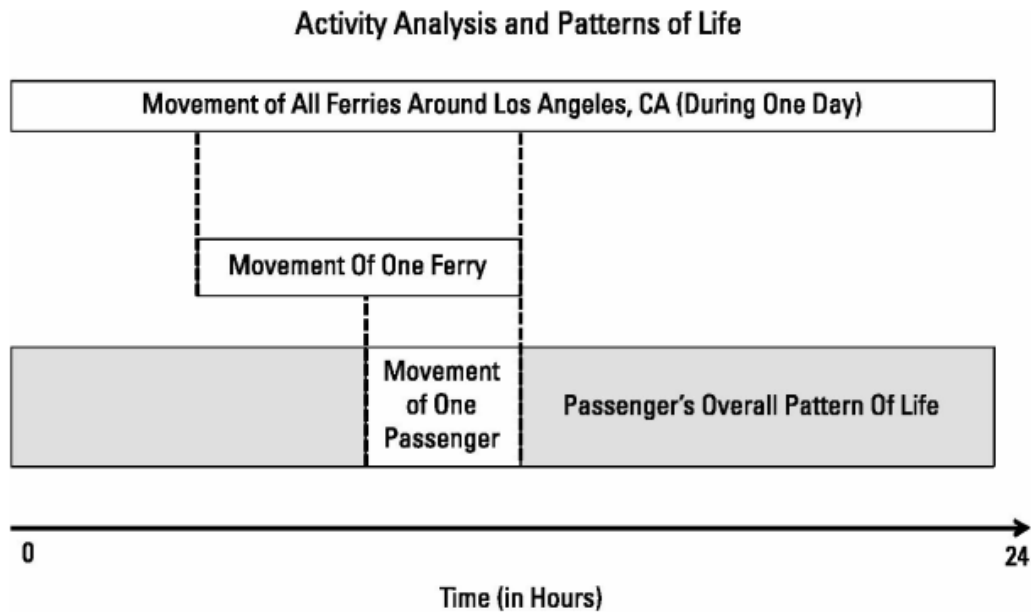 Activity Analysis and Patterns of Life
Movement of All Ferries Around Los Angeles, CA (During One Day)
Movement Of One Ferry
Movement
of One
Passenger
Passenger's Overall Pattern Of Life
0
24
Time (in Hours)